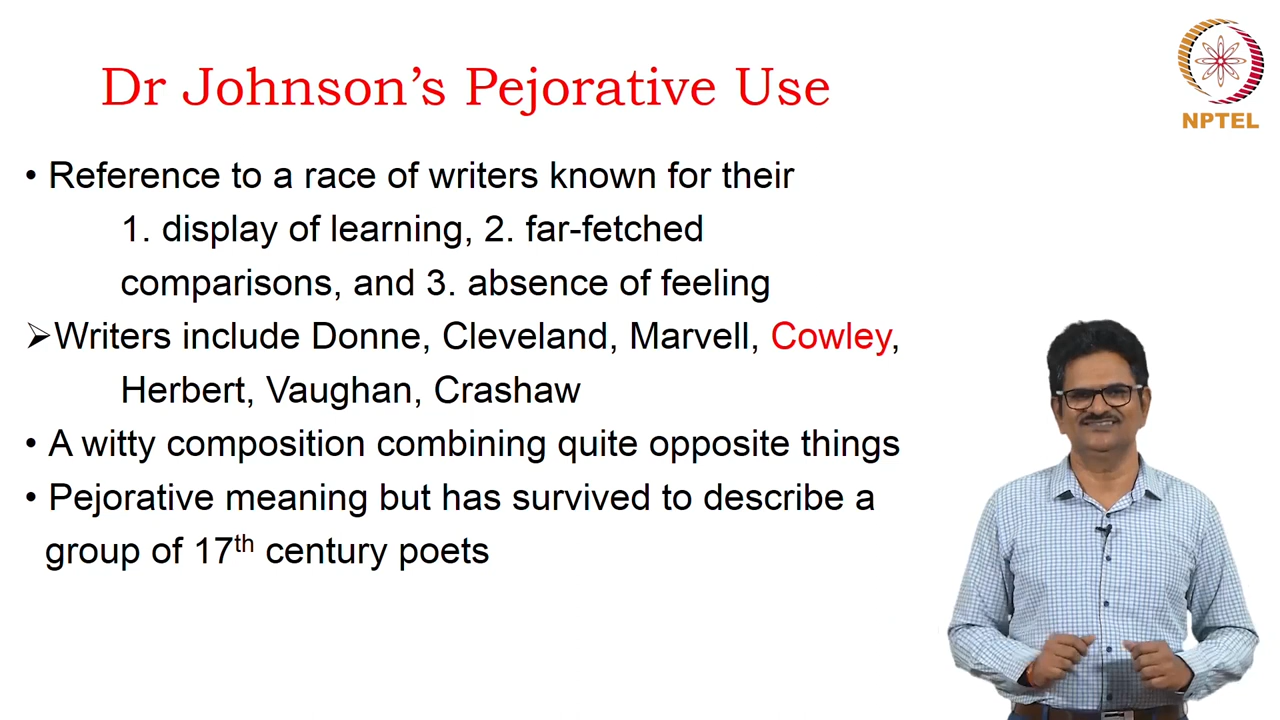 Dr Johnson’s Pejorative Use
NPTEL
• Reference to a race of writers known for their
1. display of learning, 2. far-fetched
comparisons, and 3. absence of feeling
➢Writers include Donne, Cleveland, Marvell, Cowley,
Herbert, Vaughan, Crashaw
• A witty composition combining quite opposite things
• Pejorative meaning but has survived to describe a
group of 17th century poets